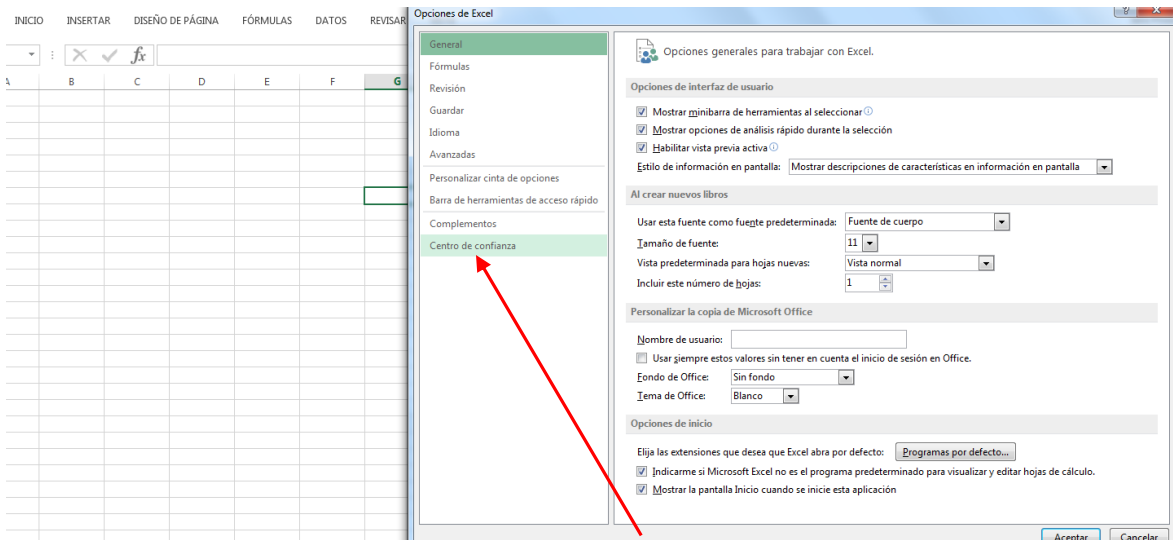 INICIO INSERTAR DISEÑO DE PÁGINA FÓRMULAS DATOS REVISAR
fx
A B C D E F G
Opciones de Excel
General
Fórmulas
Revisión
Guardar
Idioma
Avanzadas
Personalizar cinta de opciones
Barra de herramientas de acceso rápido
Complementos
Centro de confianza
Opciones generales para trabajar con Excel.
Opciones de interfaz de usuario
Mostrar minibarra de herramientas al seleccionar
Mostrar opciones de análisis rápido durante la selección
Habilitar vista previa activa
Estilo de información en pantalla: Mostrar descripciones de características en información en pantalla
Al crear nuevos libros
Usar esta fuente como fuente predeterminada: Fuente de cuerpo
Tamaño de fuente: 11
Vista predeterminada para hojas nuevas: Vista normal
Incluir este número de hojas: 1
Personalizar la copia de Microsoft Office
Nombre de usuario:
Usar siempre estos valores sin tener en cuenta el inicio de sesión en Office.
Fondo de Office: Sin fondo
Tema de Office: Blanco
Opciones de inicio
Elija las extensiones que desea que Excel abra por defecto: Programas por defecto...
Indicarme si Microsoft Excel no es el programa predeterminado para visualizar y editar hojas de cálculo.
Mostrar la pantalla Inicio cuando se inicie esta aplicación
Aceptar Cancelar